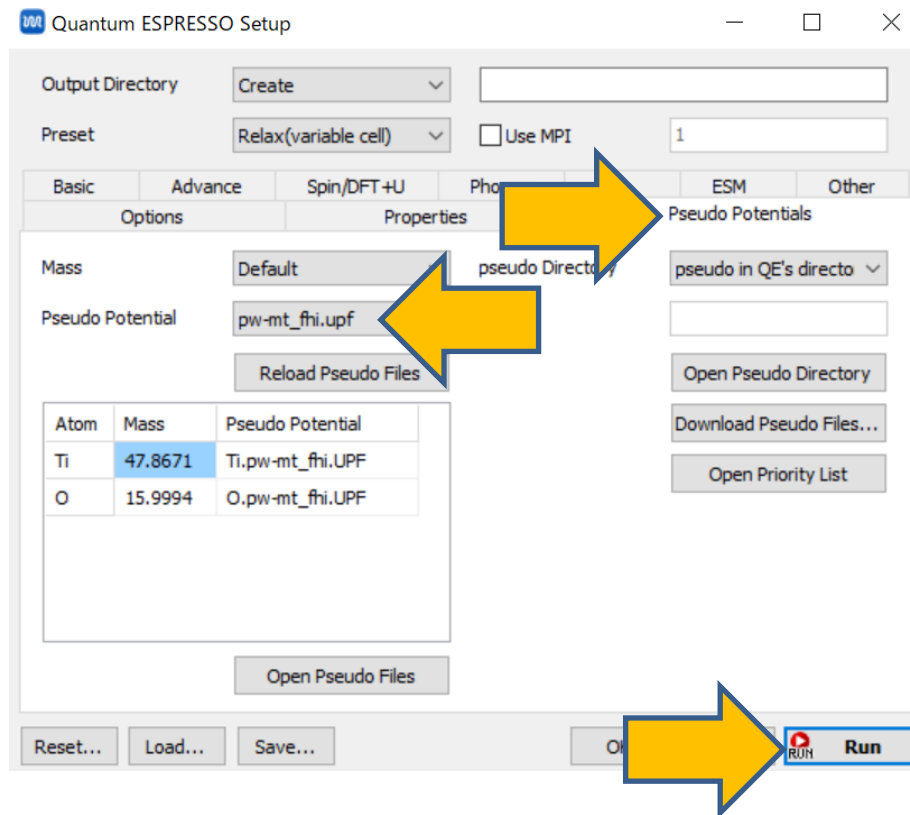 Quantum ESPRESSO Setup
Output Directory Create
Preset Relax(variable cell) Use MPI 1
Basic Advance Spin/DFT+U ESM Other
Options Properties Pseudo Potentials
Mass Default pseudo Directory pseudo in QE's directo
Pseudo Potential pw-mt_fhi.upf
Reload Pseudo Files Open Pseudo Directory
Atom Mass Pseudo Potential Download Pseudo Files...
Ti 47.8671 Ti.pw-mt_fhi.UPF Open Priority List
O 15.9994 O.pw-mt_fhi.UPF
Open Pseudo Files
Reset... Load... Save... RUN Run